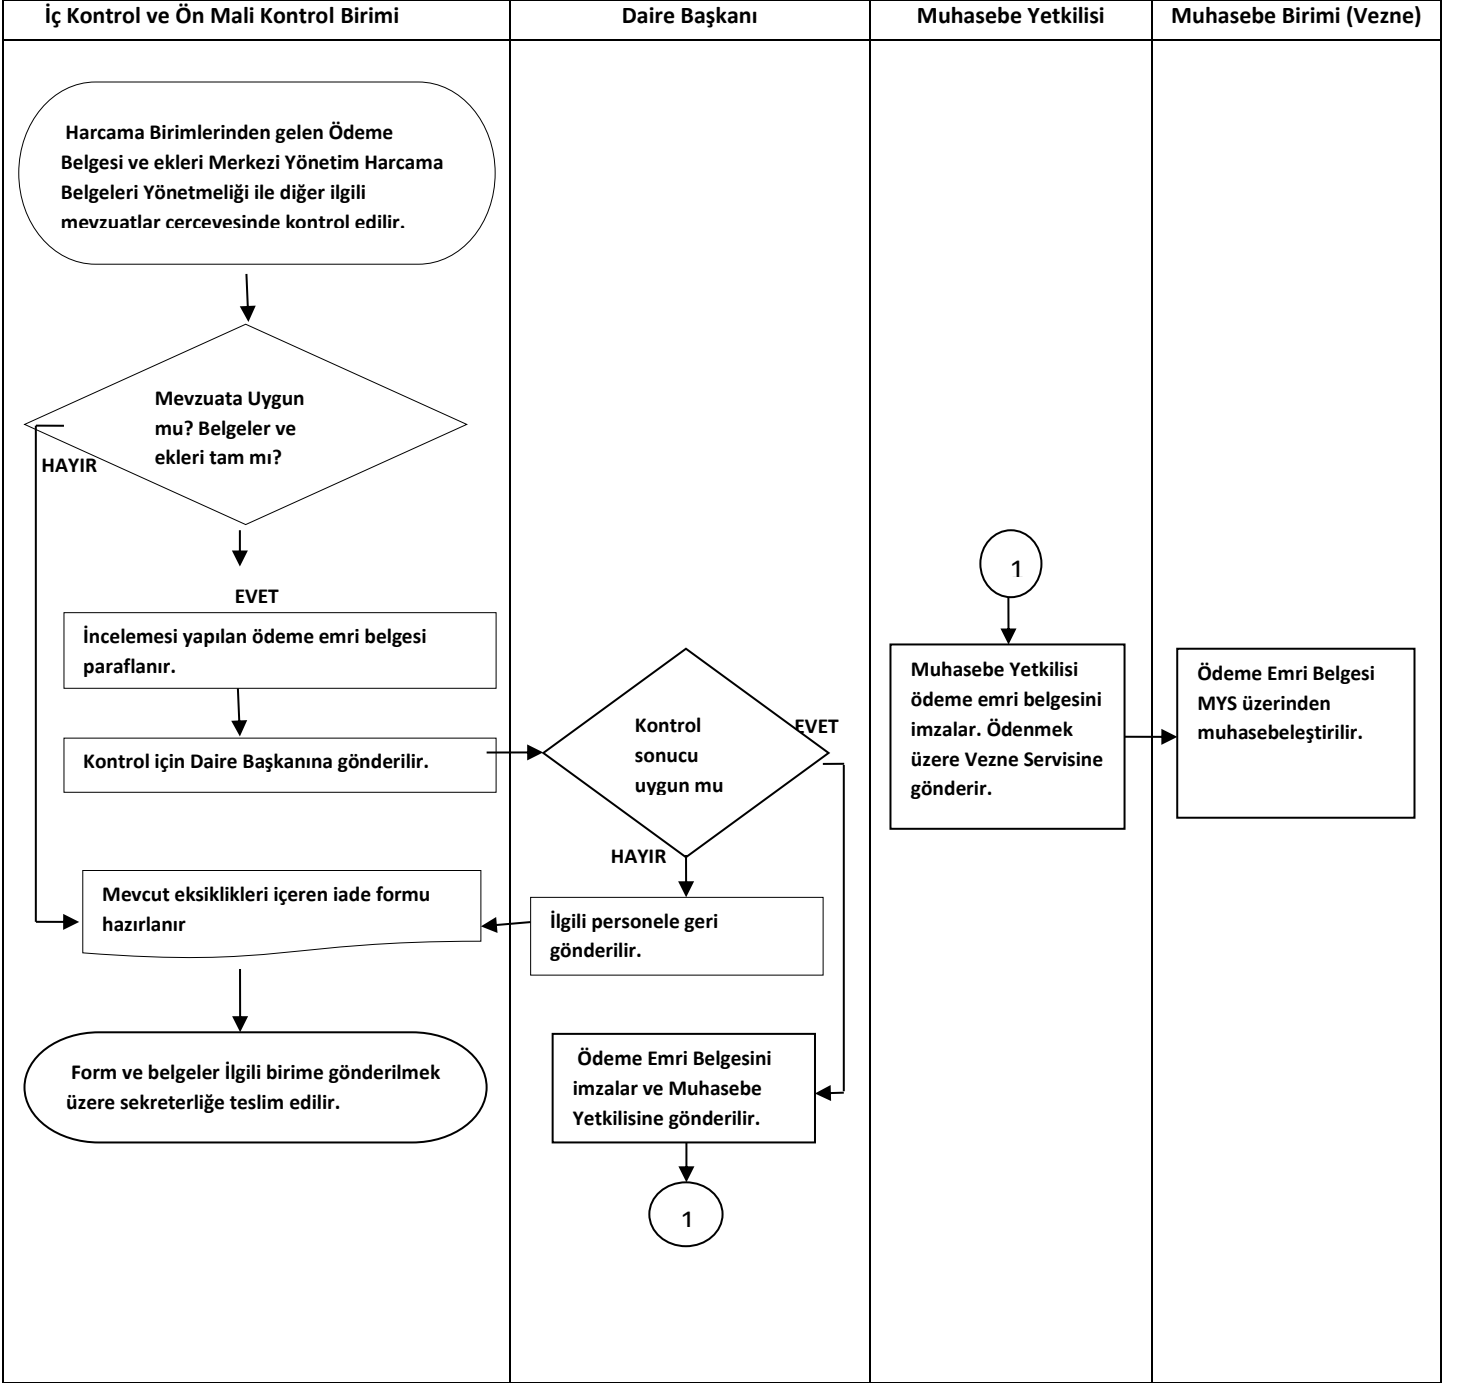 İç Kontrol ve Ön Mali Kontrol Birimi
Daire Başkanı
Muhasebe Yetkilisi
Muhasebe Birimi (Vezne)
Harcama Birimlerinden gelen Ödeme
Belgesi ve ekleri Merkezi Yönetim Harcama
Belgeleri Yönetmeliği ile diğer ilgili
mevzuatlar çerçevesinde kontrol edilir.
Mevzuata Uygun
mu? Belgeler ve
ekleri tam mı?
HAYIR
EVET
İncelemesi yapılan ödeme emri belgesi
paraflanır.
Kontrol için Daire Başkanına gönderilir.
Mevcut eksiklikleri içeren iade formu
hazırlanır
Form ve belgeler İlgili birime gönderilmek
üzere sekreterliğe teslim edilir.
Kontrol
sonucu
uygun mu
EVET
HAYIR
İlgili personele geri
gönderilir.
Ödeme Emri Belgesini
imzalar ve Muhasebe
Yetkilisine gönderilir.
1
1
Muhasebe Yetkilisi
ödeme emri belgesini
imzalar. Ödenmek
üzere Vezne Servisine
gönderir.
Ödeme Emri Belgesi
MYS üzerinden
muhasebeleştirilir.